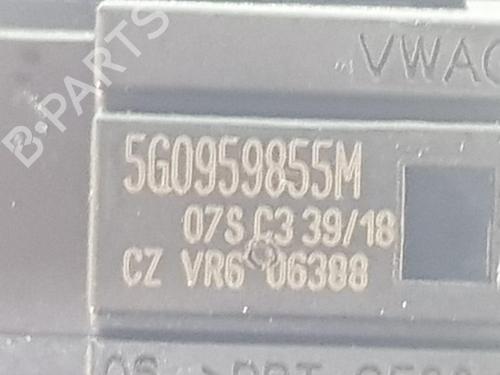 B-PARTS
VWAG
5G0959855M
07S C3 39/18
CZ VR6 06388